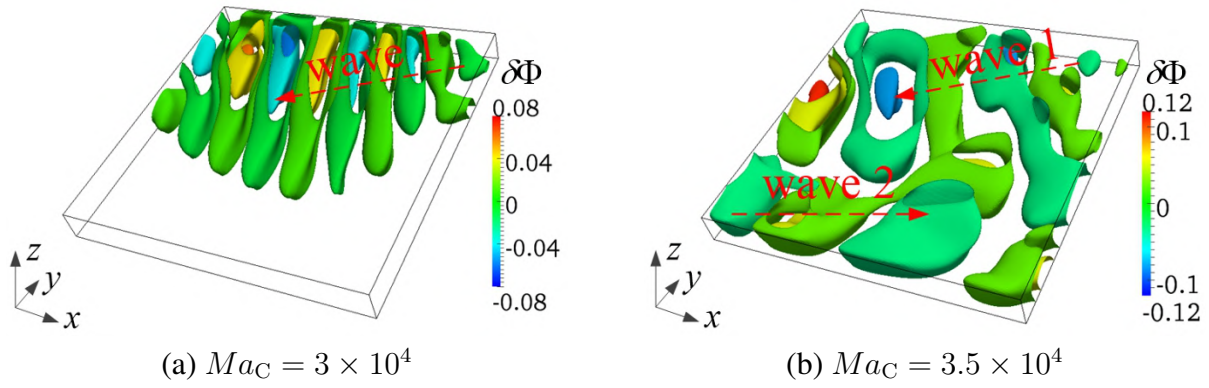 wave 1
δΦ
0.08
0.04
0
-0.04
-0.08
z
y
x
(a) Ma_C = 3 × 10^4
wave 1
wave 2
δΦ
0.12
0.1
0
-0.1
-0.12
z
y
x
(b) Ma_C = 3.5 × 10^4